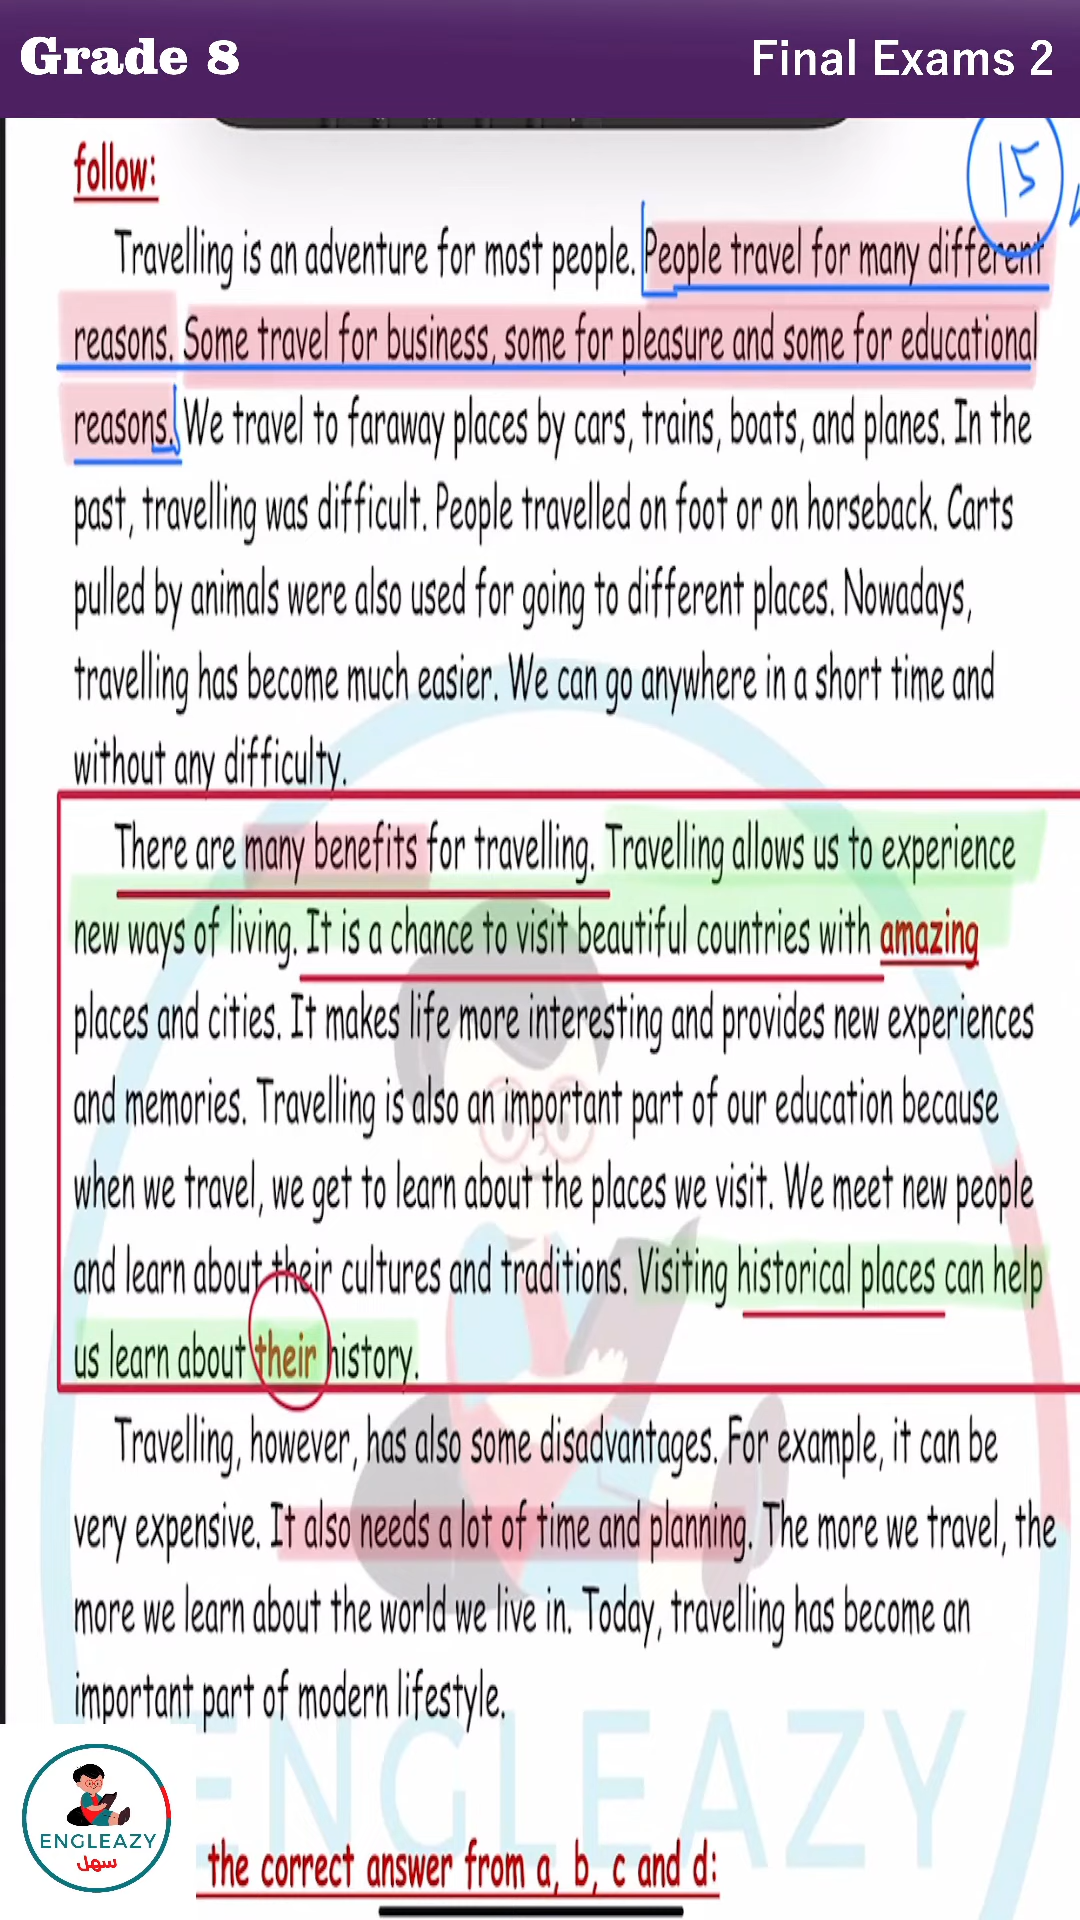 Grade 8
Final Exams 2
15
follow:
Travelling is an adventure for most people. People travel for many different
reasons. Some travel for business, some for pleasure and some for educational
reasons. We travel to faraway places by cars, trains, boats, and planes. In the
past, travelling was difficult. People travelled on foot or on horseback. Carts
pulled by animals were also used for going to different places. Nowadays,
travelling has become much easier. We can go anywhere in a short time and
without any difficulty.
There are many benefits for travelling. Travelling allows us to experience
new ways of living. It is a chance to visit beautiful countries with amazing
places and cities. It makes life more interesting and provides new experiences
and memories. Travelling is also an important part of our education because
when we travel, we get to learn about the places we visit. We meet new people
and learn about their cultures and traditions. Visiting historical places can help
us learn about their history.
Travelling, however, has also some disadvantages. For example, it can be
very expensive. It also needs a lot of time and planning. The more we travel, the
more we learn about the world we live in. Today, travelling has become an
important part of modern lifestyle.
ENGLEAZY
ENGLEAZY
سهل
the correct answer from a, b, c and d: